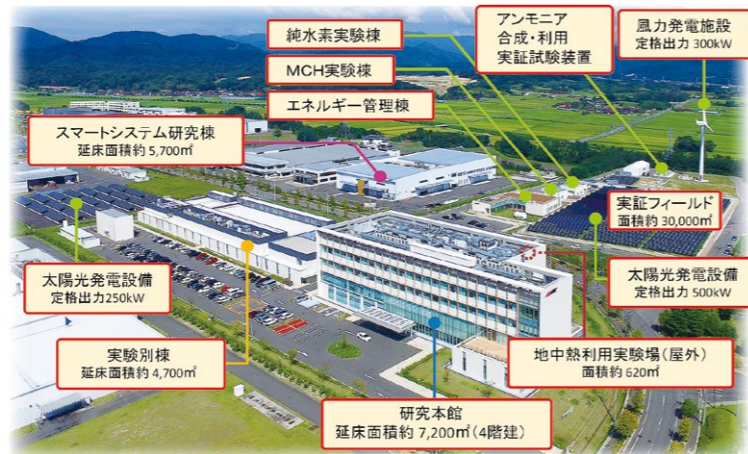 純水素実験棟
MCH実験棟
エネルギー管理棟
アンモニア
合成・利用
実証試験装置
風力発電施設
定格出力 300kW
スマートシステム研究棟
延床面積約 5,700㎡
実証フィールド
面積約 30,000㎡
太陽光発電設備
定格出力250kW
太陽光発電設備
定格出力 500kW
実験別棟
延床面積約 4,700㎡
地中熱利用実験場(屋外)
面積約 620㎡
研究本館
延床面積約 7,200㎡(4階建)